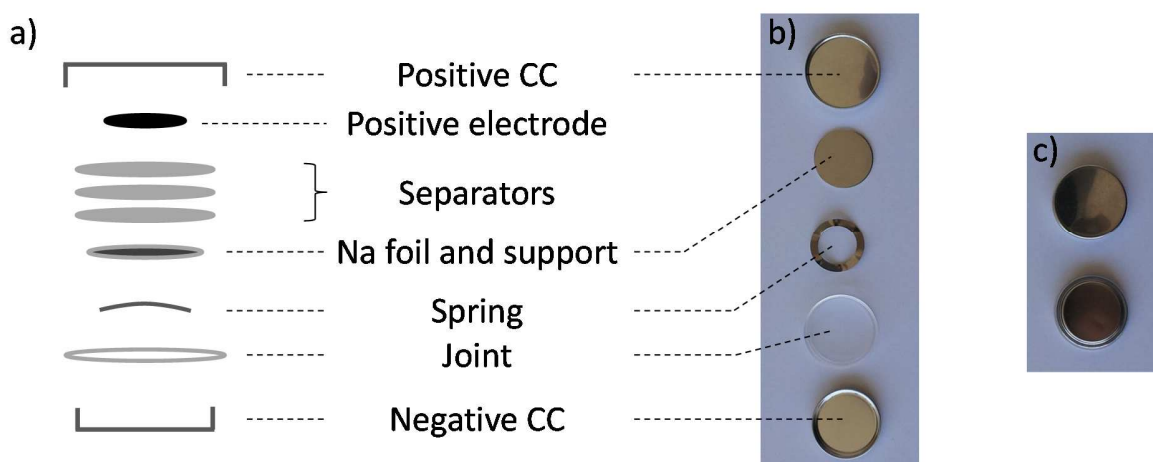 a)
b)
c)
Positive CC
Positive electrode
Separators
Na foil and support
Spring
Joint
Negative CC